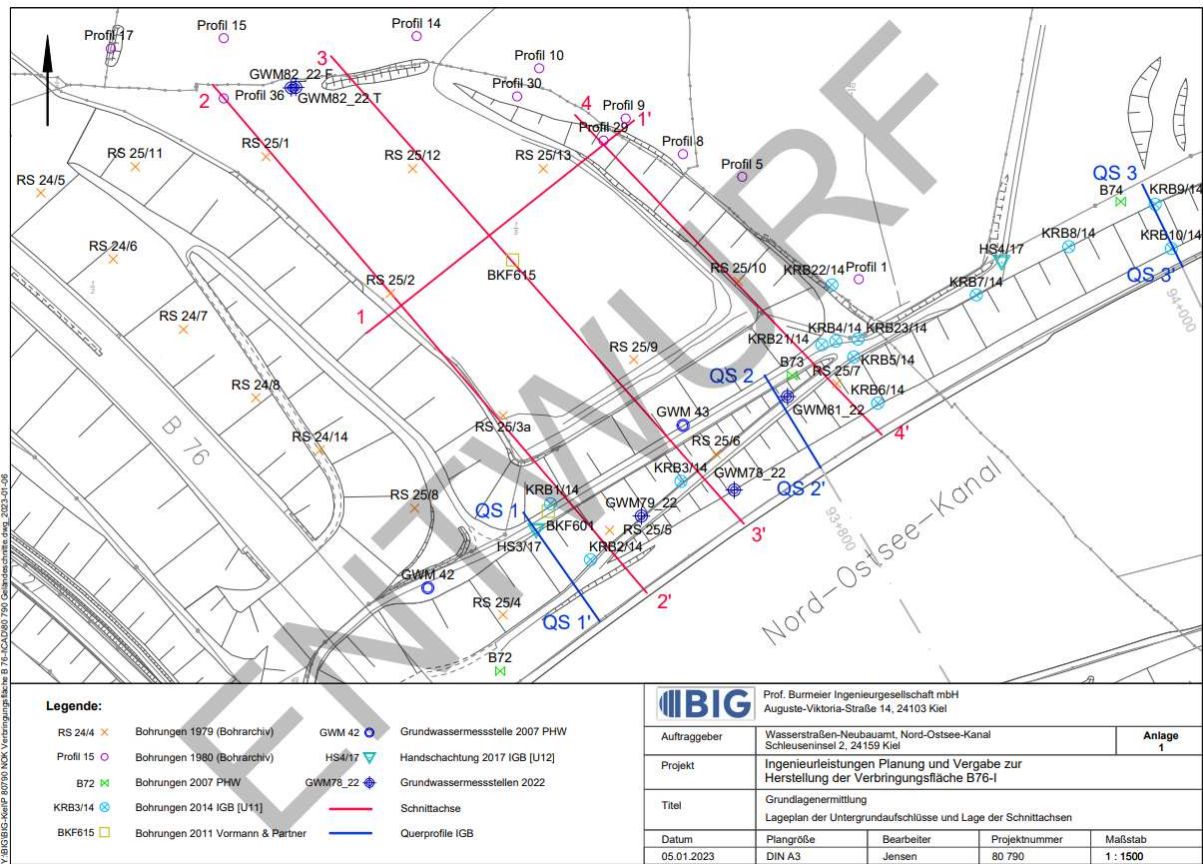 Profil 17
Profil 15
Profil 14
3
Profil 10
GWM82_22 F
2
Profil 36
GWM82_22 T
Profil 30
4
Profil 9
1'
Profil 29
RS 25/11
RS 25/1
RS 25/12
RS 25/13
Profil 8
Profil 5
RS 24/5
QS 3
B74
KRB9/14
RS 24/6
BKF615
RS 25/10
KRB22/14
Profil 1
HS4/17
KRB8/14
KRB10/14
QS 3'
RS 25/2
KRB7/14
94+000
RS 24/7
1
KRB21/14
KRB4/14
KRB23/14
RS 25/9
B73
KRB5/14
RS 24/8
QS 2
RS 25/7
KRB6/14
GWM81_22
B 76
RS 25/3a
GWM 43
4'
RS 24/14
RS 25/6
KRB3/14
GWM78_22
QS 2'
RS 25/8
KRB1/14
QS 1
GWM79_22
BKF601
RS 25/5
3'
93+800
HS3/17
KRB2/14
GWM 42
2'
RS 25/4
QS 1'
B72
Nord-Ostsee-Kanal
ENTWURF
Legende:
RS 24/4 Bohrungen 1979 (Bohrarchiv)
GWM 42 Grundwassermessstelle 2007 PHW
Profil 15 Bohrungen 1980 (Bohrarchiv)
HS4/17 Handschachtung 2017 IGB [U12]
B72 Bohrungen 2007 PHW
GWM78_22 Grundwassermessstellen 2022
KRB3/14 Bohrungen 2014 IGB [U11]
Schnittachse
BKF615 Bohrungen 2011 Vormann & Partner
Querprofile IGB
BIG
Prof. Burmeier Ingenieurgesellschaft mbH
Auguste-Viktoria-Straße 14, 24103 Kiel
Auftraggeber
Wasserstraßen-Neubauamt, Nord-Ostsee-Kanal
Schleuseninsel 2, 24159 Kiel
Anlage
1
Projekt
Ingenieurleistungen Planung und Vergabe zur
Herstellung der Verbringungsfläche B76-I
Titel
Grundlagenermittlung
Lageplan der Untergrundaufschlüsse und Lage der Schnittachsen
Datum
Plangröße
Bearbeiter
Projektnummer
Maßstab
05.01.2023
DIN A3
Jensen
80 790
1 : 1500